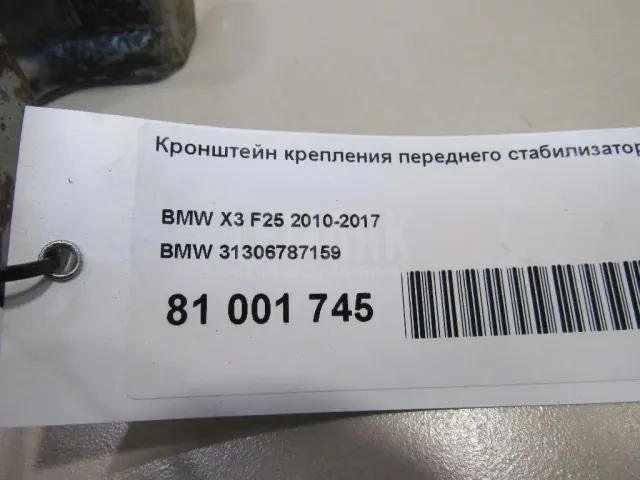 Кронштейн крепления переднего стабилизатор
BMW X3 F25 2010-2017
BMW 31306787159
81 001 745